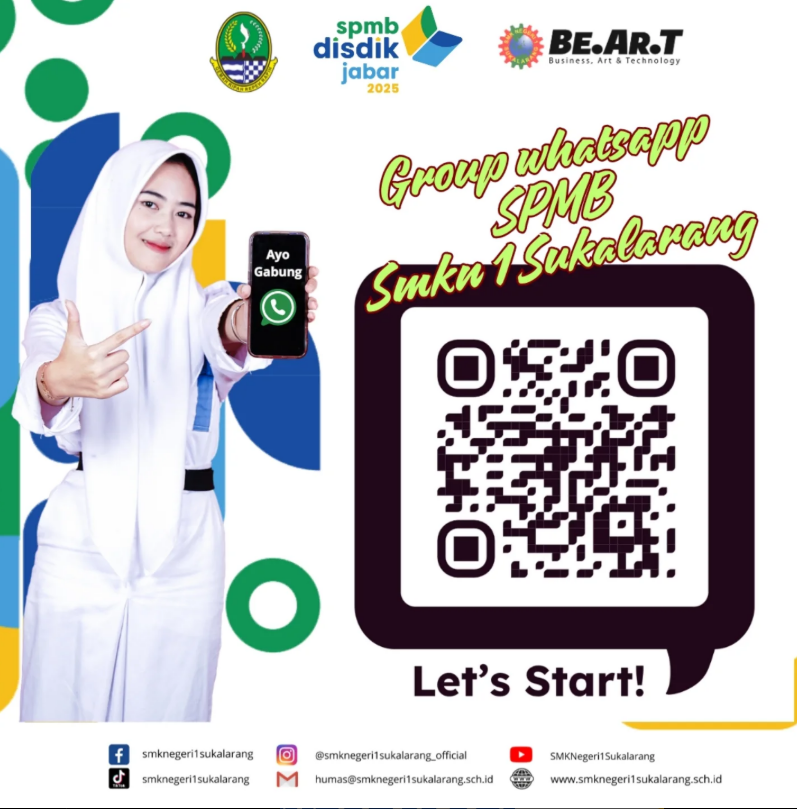 spmb
disdik
jabar
2025
BE.AR.T
Business, Art & Technology
Group whatsapp
SPMB
Smkn 1 Sukalarang
Ayo
Gabung
Let's Start!
smknegeri1sukalarang
@smknegeri1sukalarang_official
SMKNegeri1Sukalarang
TikTok
smknegeri1sukalarang
humas@smknegeri1sukalarang.sch.id
www.smknegeri1sukalarang.sch.id